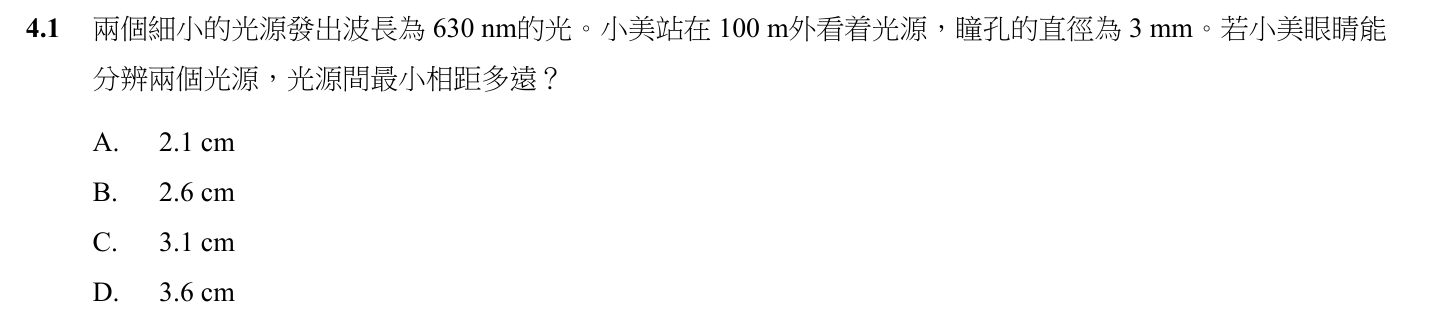 4.1 兩個細小的光源發出波長為 630 nm的光。小美站在 100 m外看着光源，瞳孔的直徑為 3 mm。若小美眼睛能
分辨兩個光源，光源間最小相距多遠？
A. 2.1 cm
B. 2.6 cm
C. 3.1 cm
D. 3.6 cm